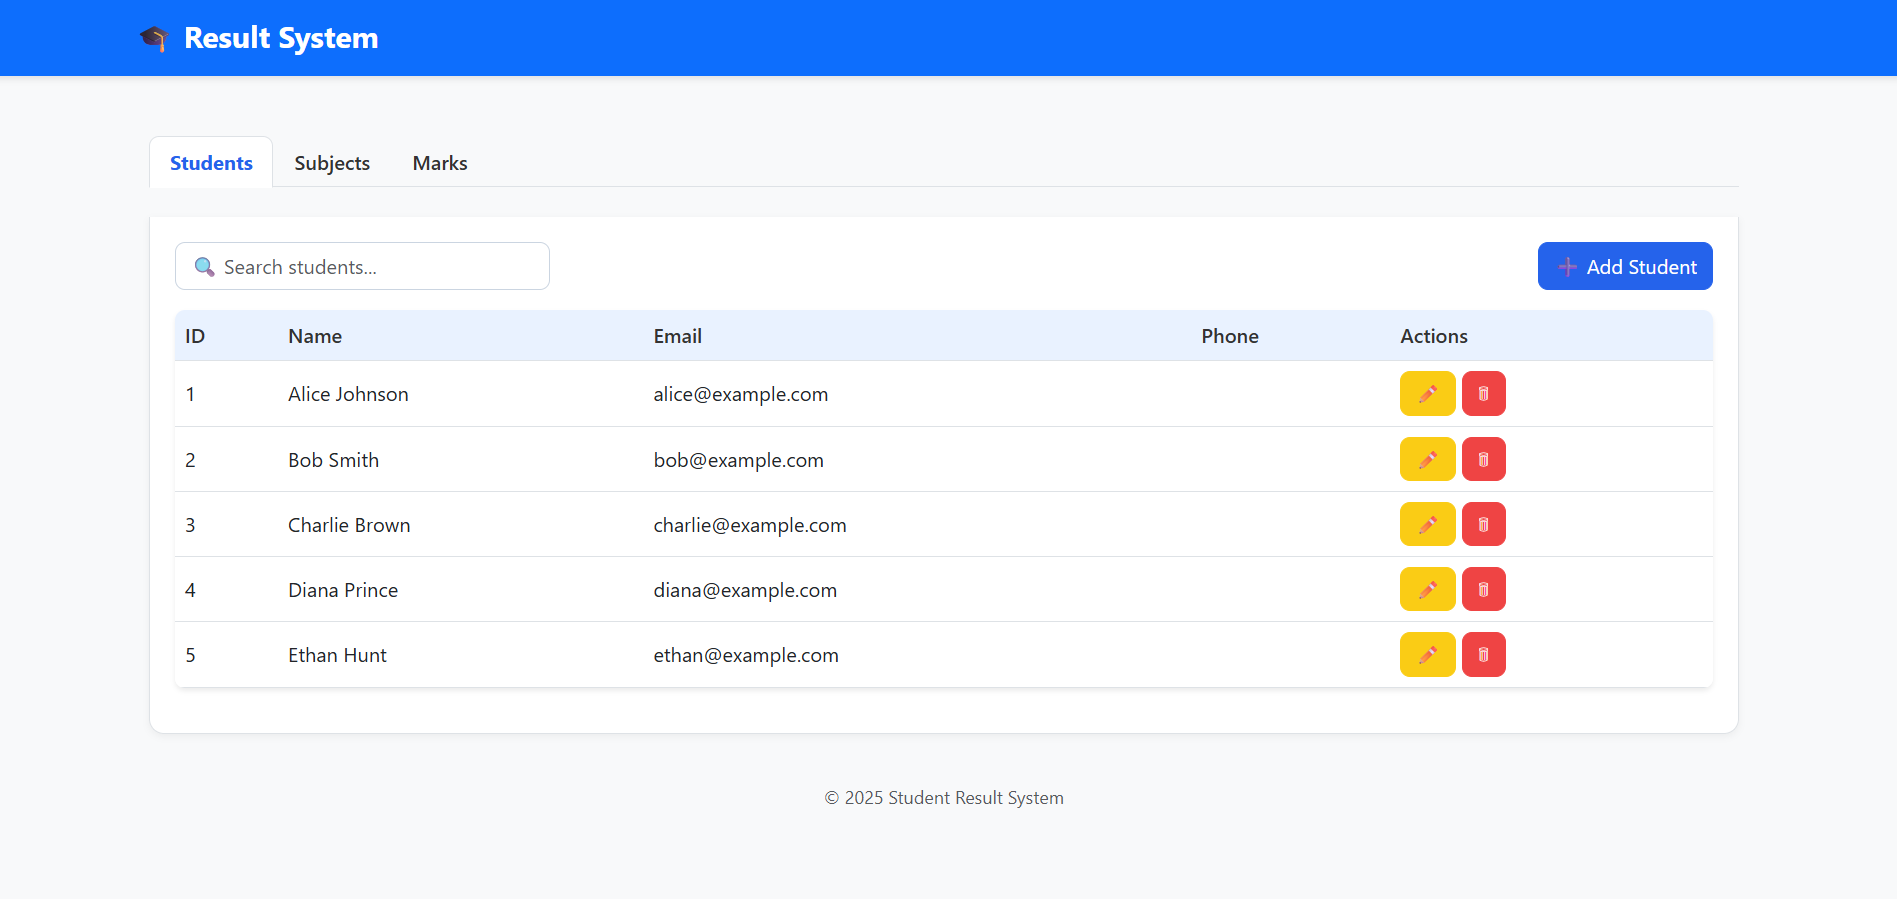 🎓 Result System
Students Subjects Marks
🔍 Search students... ➕ Add Student
ID Name Email Phone Actions
1 Alice Johnson alice@example.com
2 Bob Smith bob@example.com
3 Charlie Brown charlie@example.com
4 Diana Prince diana@example.com
5 Ethan Hunt ethan@example.com
© 2025 Student Result System